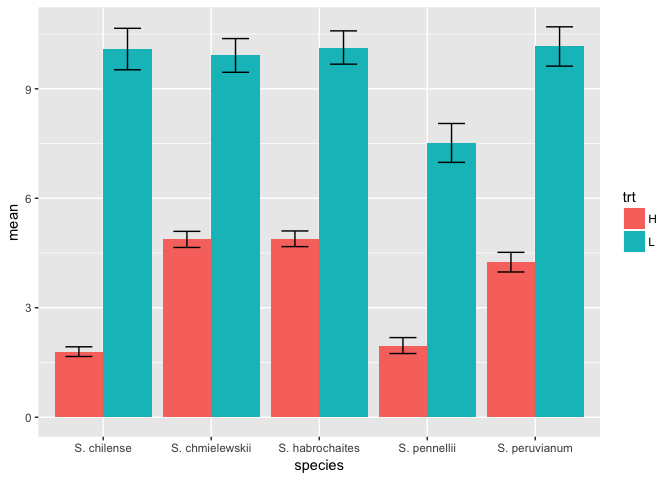 mean
9
6
3
0
S. chilense S. chmielewskii S. habrochaites S. pennellii S. peruvianum
species
trt
H
L